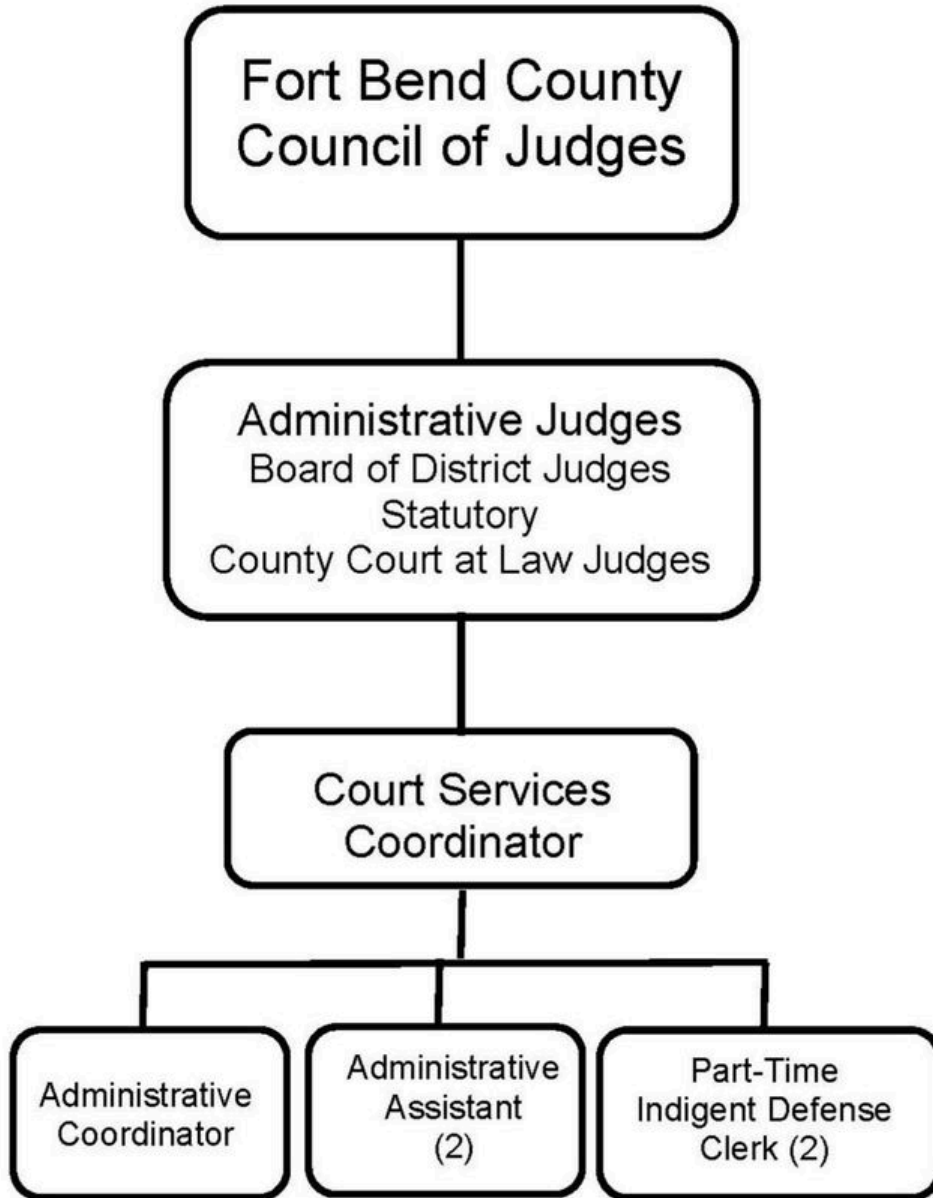 Fort Bend County
Council of Judges
Administrative Judges
Board of District Judges
Statutory
County Court at Law Judges
Court Services
Coordinator
Administrative
Coordinator
Administrative
Assistant
(2)
Part-Time
Indigent Defense
Clerk (2)